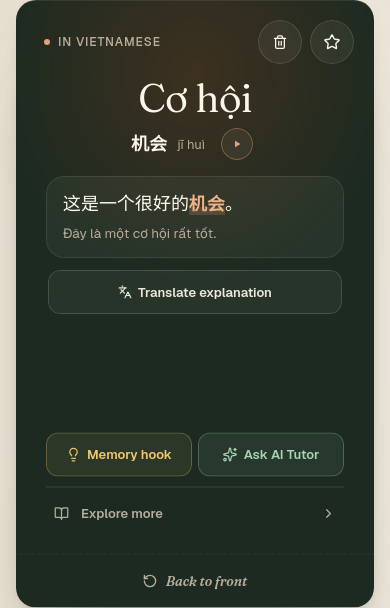 IN VIETNAMESE
Cơ hội
机会 jī huì
这是一个很好的机会。
Đây là một cơ hội rất tốt.
Translate explanation
Memory hook
Ask AI Tutor
Explore more
Back to front